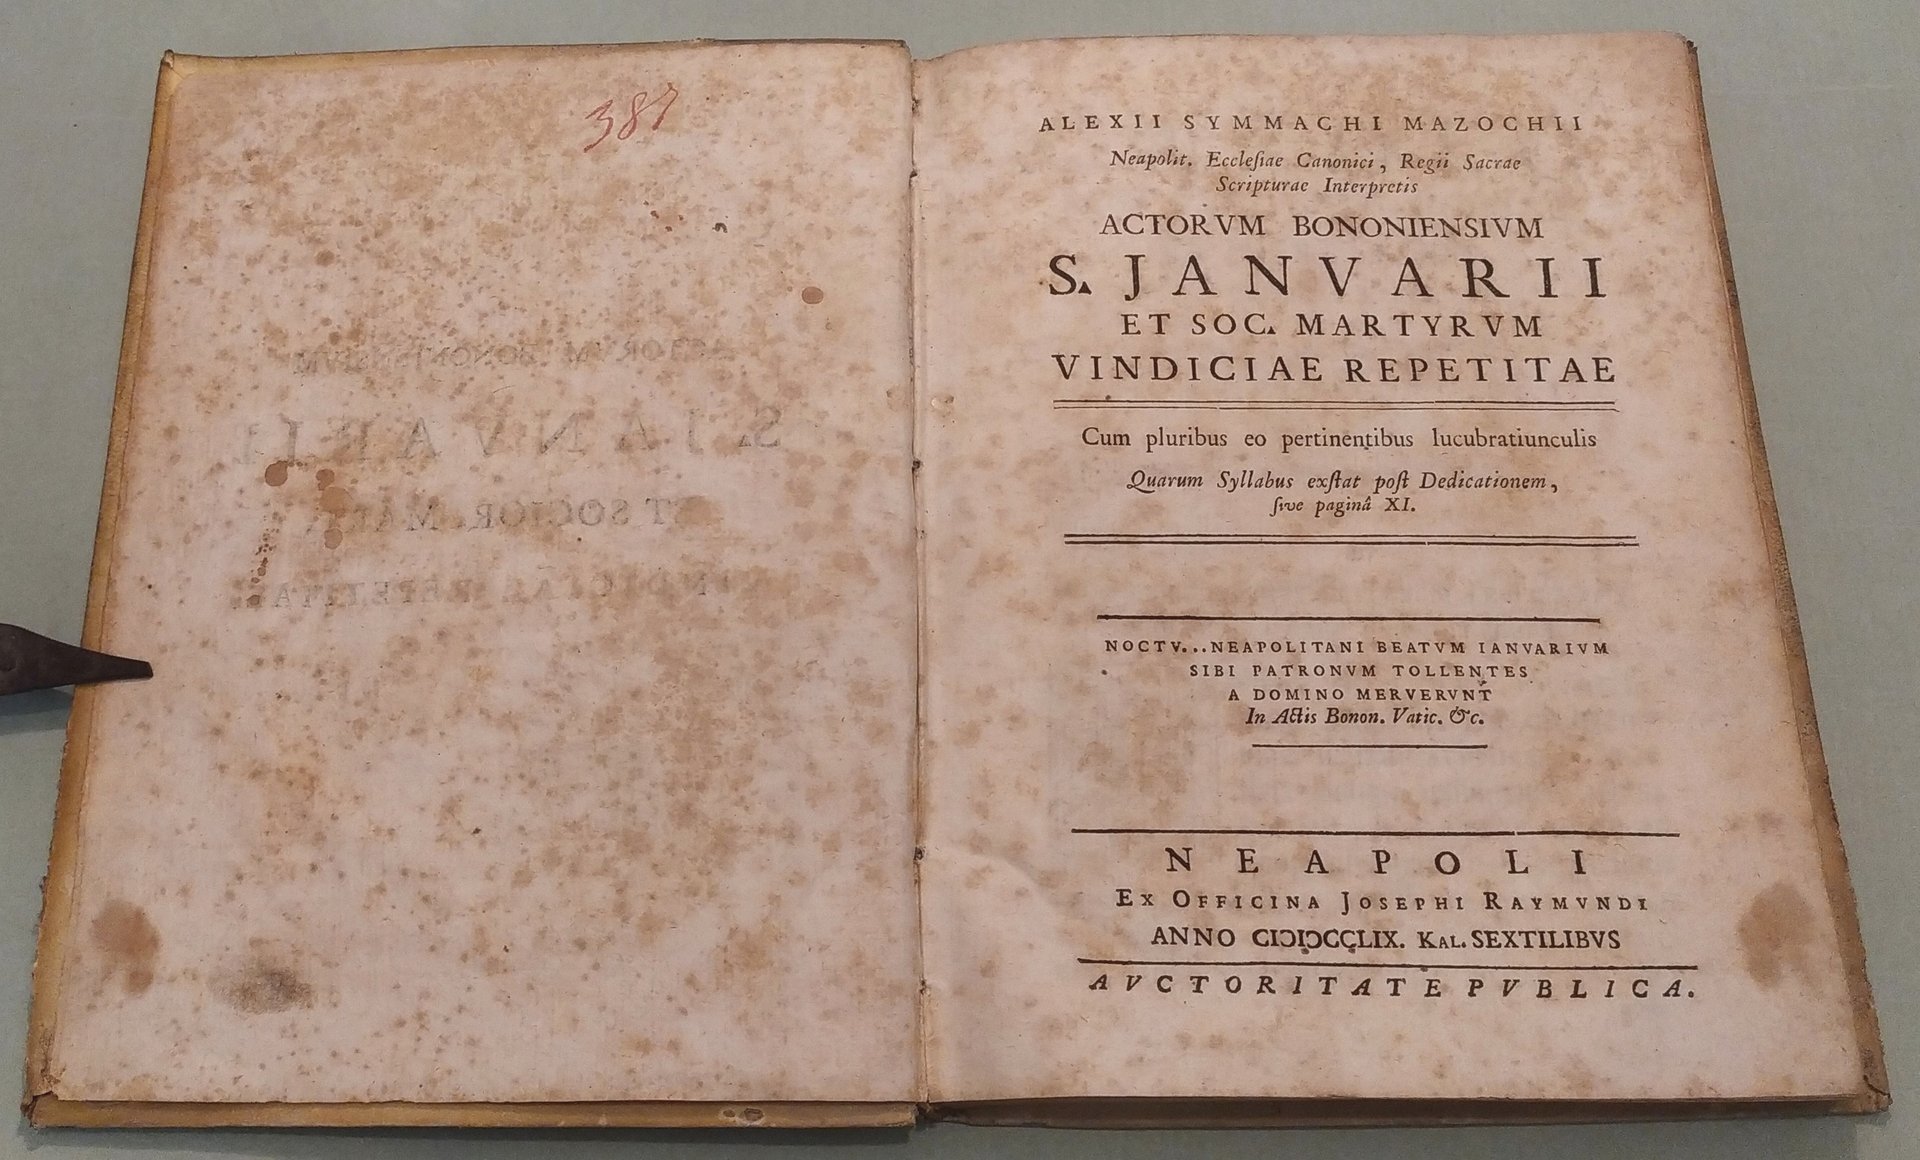 387
ALEXII SYMMACHI MAZOCHII
Neapolit. Ecclesiae Canonici, Regii Sacrae
Scripturae Interpretis
ACTORVM BONONIENSIVM
S. JANVARII
ET SOC. MARTYRVM
VINDICIAE REPETITAE
Cum pluribus eo pertinentibus lucubratiunculis
Quarum Syllabus exſtat poſt Dedicationem,
ſive paginâ XI.
NOCTV...NEAPOLITANI BEATVM IANVARIVM
SIBI PATRONVM TOLLENTES
A DOMINO MERVERVNT
In Actis Bonon. Vatic. &c.
NEAPOLI
EX OFFICINA JOSEPHI RAYMVNDI
ANNO CIↃIↃCCLIX. KAL. SEXTILIBVS
AVCTORITATE PVBLICA.